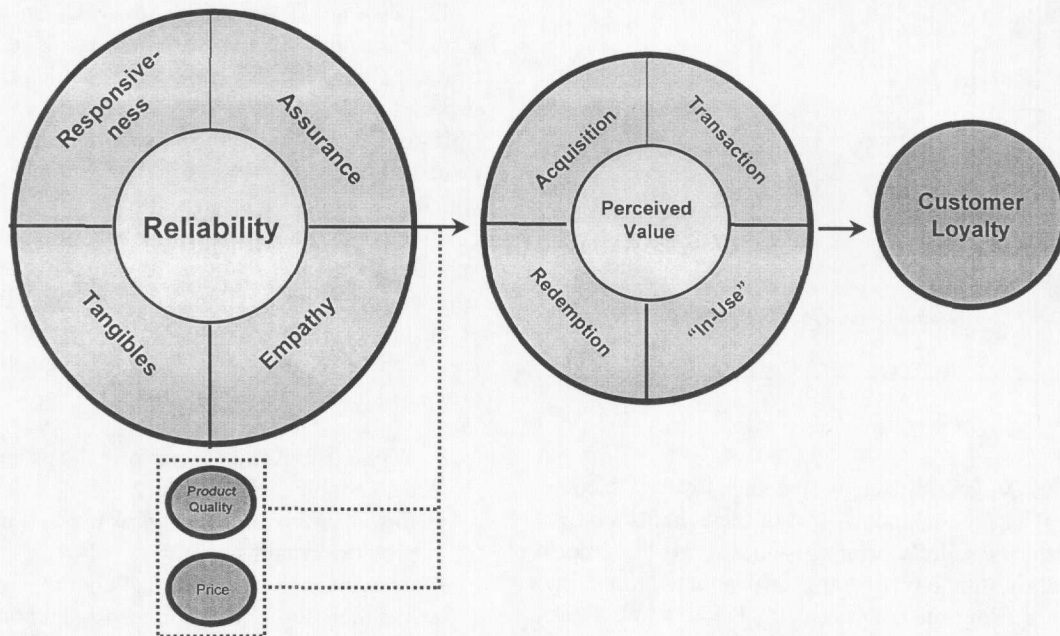 Responsive-
ness
Assurance
Reliability
Tangibles
Empathy
Acquisition
Transaction
Perceived
Value
Redemption
“In-Use”
Customer
Loyalty
Product
Quality
Price